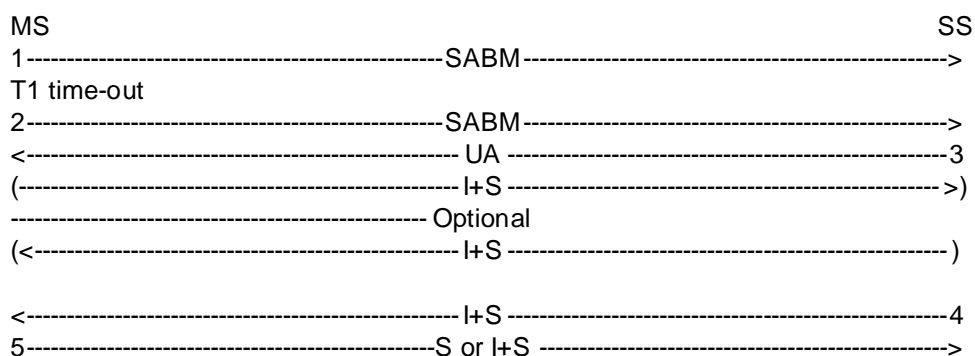 MS SS
1----------------------------------------------------SABM----------------------------------------------------->
T1 time-out
2----------------------------------------------------SABM----------------------------------------------------->
<----------------------------------------------------- UA -------------------------------------------------------3
(------------------------------------------------------- I+S ------------------------------------------------------ >)
---------------------------------------------------- Optional
(<----------------------------------------------------- I+S ------------------------------------------------------- )
<----------------------------------------------------- I+S -------------------------------------------------------4
5---------------------------------------------------S or I+S --------------------------------------------------->